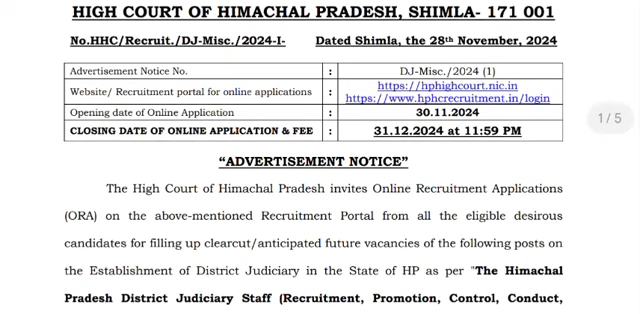 HIGH COURT OF HIMACHAL PRADESH, SHIMLA- 171 001
No.HHC/Recruit./DJ-Misc./2024-I- Dated Shimla, the 28th November, 2024
Advertisement Notice No. : DJ-Misc./2024 (1)
Website/ Recruitment portal for online applications : https://hphighcourt.nic.in
https://www.hphcrecruitment.in/login
Opening date of Online Application : 30.11.2024
CLOSING DATE OF ONLINE APPLICATION & FEE : 31.12.2024 at 11:59 PM
1 / 5
"ADVERTISEMENT NOTICE"
The High Court of Himachal Pradesh invites Online Recruitment Applications
(ORA) on the above-mentioned Recruitment Portal from all the eligible desirous
candidates for filling up clearcut/anticipated future vacancies of the following posts on
the Establishment of District Judiciary in the State of HP as per "The Himachal
Pradesh District Judiciary Staff (Recruitment, Promotion, Control, Conduct,